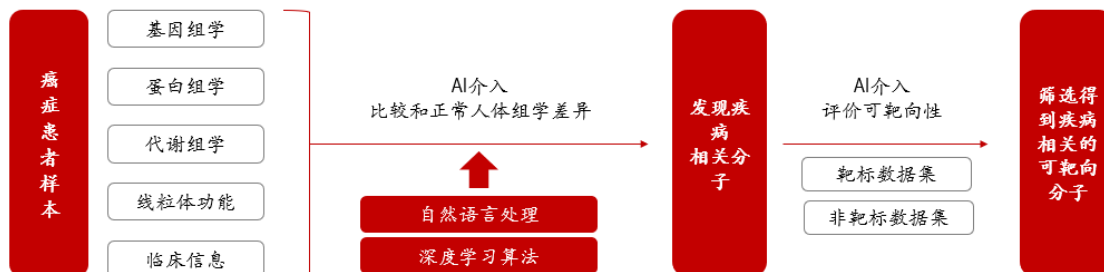 癌
症
患
者
样
本
基因组学
蛋白组学
代谢组学
线粒体功能
临床信息
AI介入
比较和正常人体组学差异
自然语言处理
深度学习算法
发现疾
病
相关分
子
AI介入
评价可靶向性
靶标数据集
非靶标数据集
筛选得
到疾病
相关的
可靶向
分子